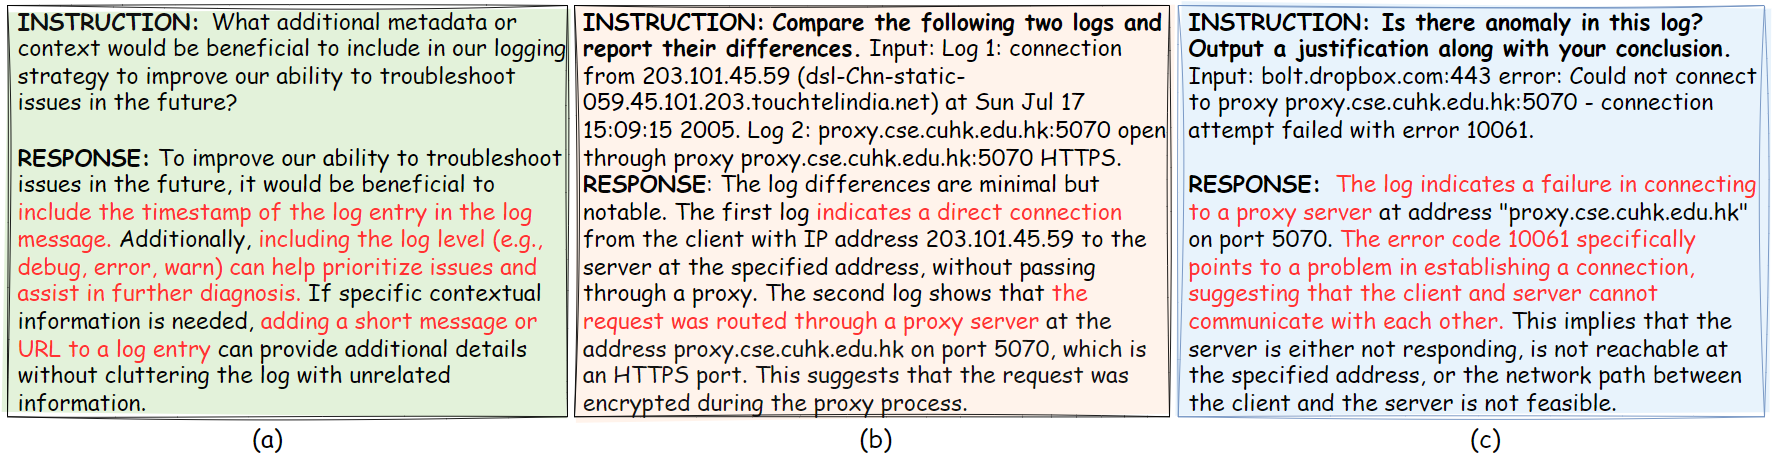 INSTRUCTION: What additional metadata or
context would be beneficial to include in our logging
strategy to improve our ability to troubleshoot
issues in the future?
RESPONSE: To improve our ability to troubleshoot
issues in the future, it would be beneficial to
include the timestamp of the log entry in the log
message. Additionally, including the log level (e.g.,
debug, error, warn) can help prioritize issues and
assist in further diagnosis. If specific contextual
information is needed, adding a short message or
URL to a log entry can provide additional details
without cluttering the log with unrelated
information.
(a)
INSTRUCTION: Compare the following two logs and
report their differences. Input: Log 1: connection
from 203.101.45.59 (dsl-Chn-static-
059.45.101.203.touchtelindia.net) at Sun Jul 17
15:09:15 2005. Log 2: proxy.cse.cuhk.edu.hk:5070 open
through proxy proxy.cse.cuhk.edu.hk:5070 HTTPS.
RESPONSE: The log differences are minimal but
notable. The first log indicates a direct connection
from the client with IP address 203.101.45.59 to the
server at the specified address, without passing
through a proxy. The second log shows that the
request was routed through a proxy server at the
address proxy.cse.cuhk.edu.hk on port 5070, which is
an HTTPS port. This suggests that the request was
encrypted during the proxy process.
(b)
INSTRUCTION: Is there anomaly in this log?
Output a justification along with your conclusion.
Input: bolt.dropbox.com:443 error: Could not connect
to proxy proxy.cse.cuhk.edu.hk:5070 - connection
attempt failed with error 10061.
RESPONSE: The log indicates a failure in connecting
to a proxy server at address "proxy.cse.cuhk.edu.hk"
on port 5070. The error code 10061 specifically
points to a problem in establishing a connection,
suggesting that the client and server cannot
communicate with each other. This implies that the
server is either not responding, is not reachable at
the specified address, or the network path between
the client and the server is not feasible.
(c)